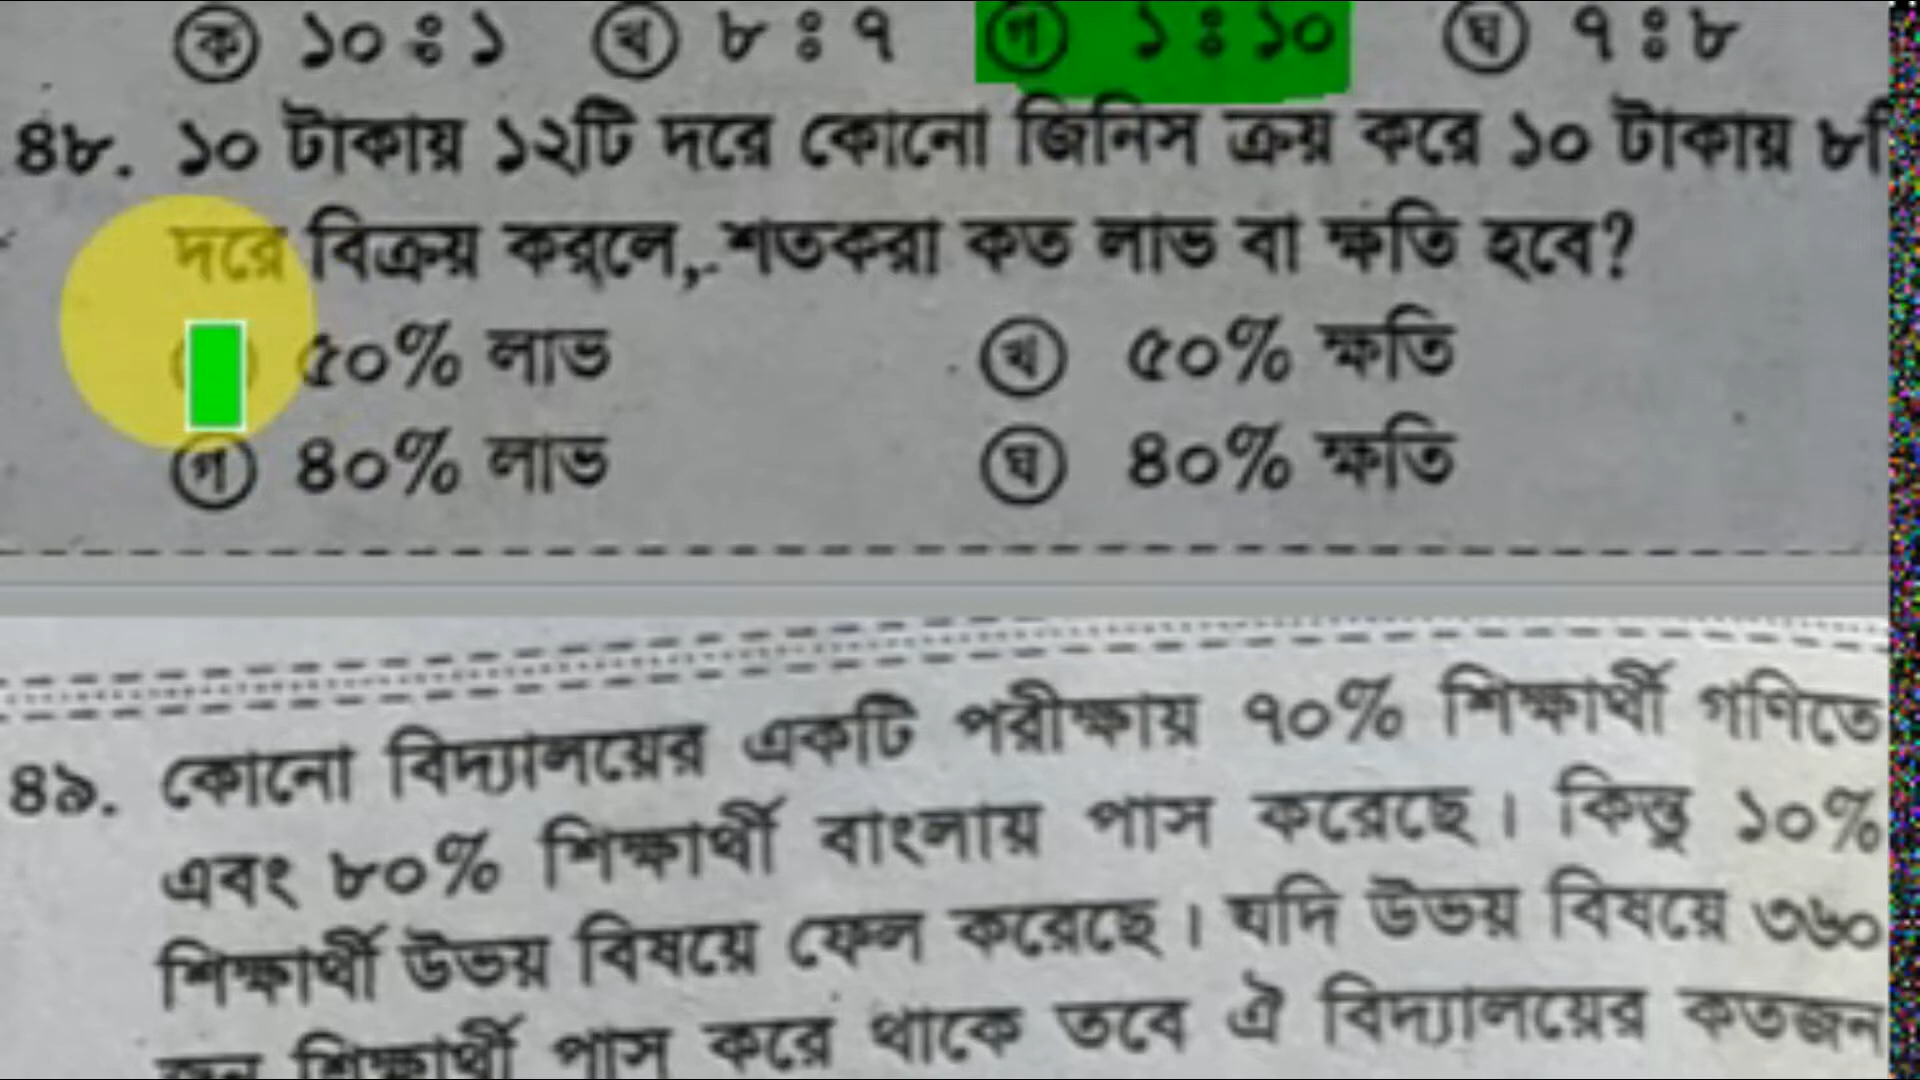 ক ১০ ঃ ১ খ ৮ ঃ ৭ গ ১ ঃ ১০ ঘ ৭ ঃ ৮
৪৮. ১০ টাকায় ১২টি দরে কোনো জিনিস ক্রয় করে ১০ টাকায় ৮টি
দরে বিক্রয় করলে, শতকরা কত লাভ বা ক্ষতি হবে?
৫০% লাভ খ ৫০% ক্ষতি
গ ৪০% লাভ ঘ ৪০% ক্ষতি
৪৯. কোনো বিদ্যালয়ের একটি পরীক্ষায় ৭০% শিক্ষার্থী গণিতে
এবং ৮০% শিক্ষার্থী বাংলায় পাস করেছে। কিন্তু ১০%
শিক্ষার্থী উভয় বিষয়ে ফেল করেছে। যদি উভয় বিষয়ে ৩৬০
জন শিক্ষার্থী পাস করে থাকে তবে ঐ বিদ্যালয়ের কতজন